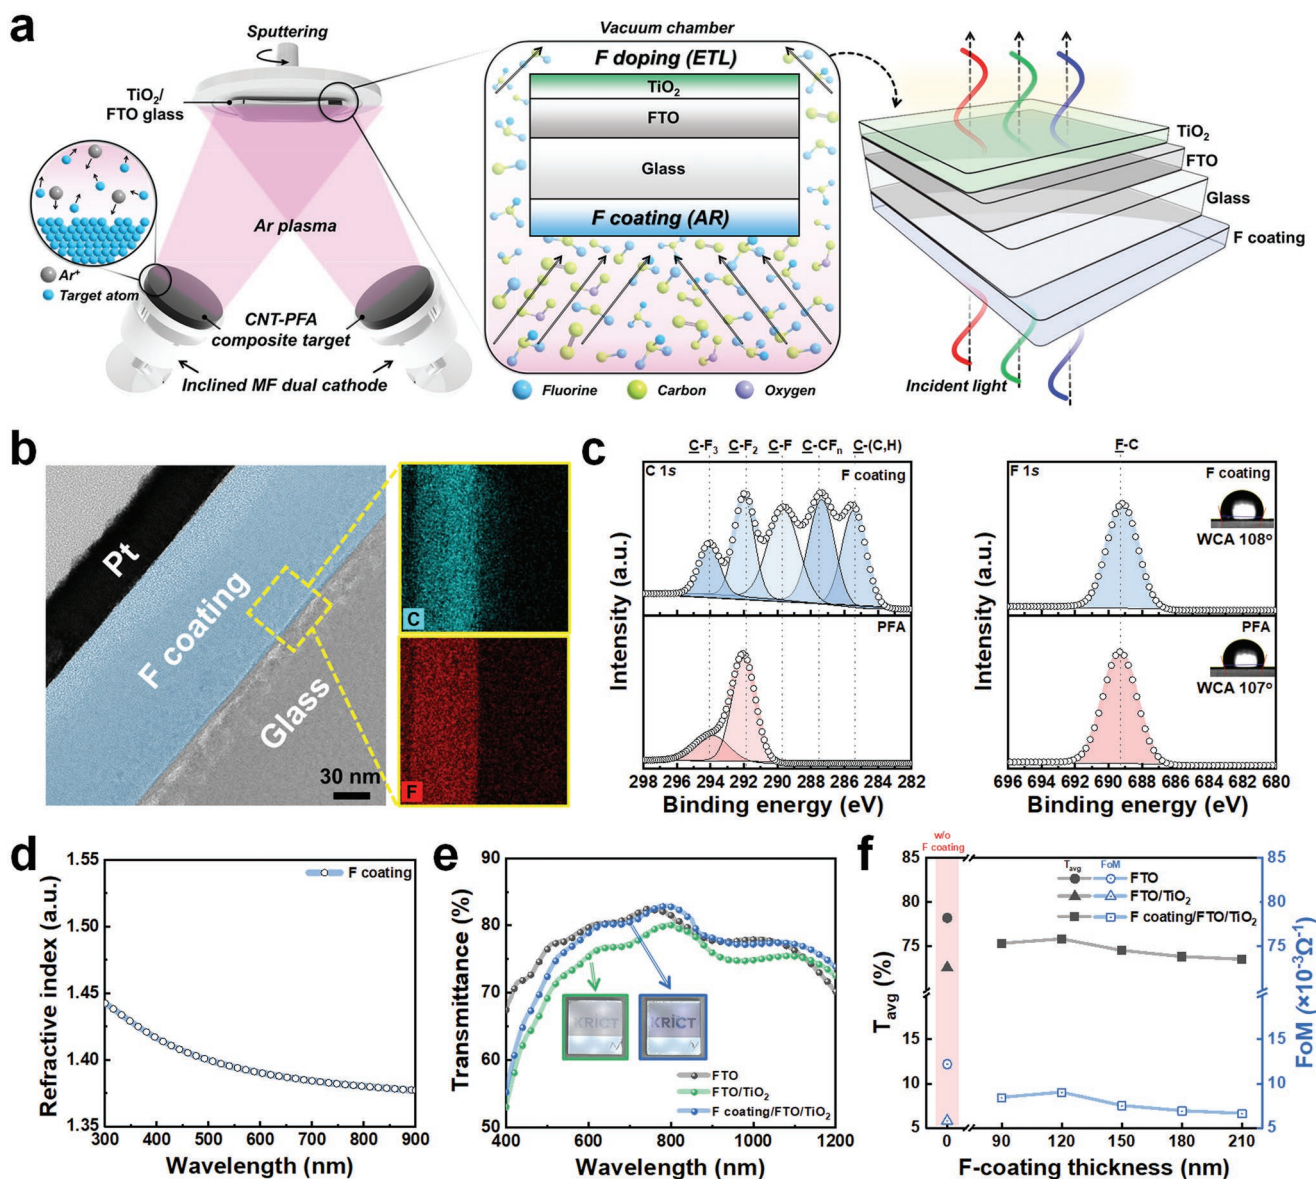 a
Sputtering
TiO2/
FTO glass
Ar plasma
Ar+
Target atom
CNT-PFA
composite target
Inclined MF dual cathode
Vacuum chamber
F doping (ETL)
TiO2
FTO
Glass
F coating (AR)
Fluorine
Carbon
Oxygen
TiO2
FTO
Glass
F coating
Incident light
b
Pt
F coating
Glass
30 nm
C
F
c
C-F3
C-F2
C-F
C-CFn
C-(C,H)
C 1s
F coating
PFA
Intensity (a.u.)
298 296 294 292 290 288 286 284 282
Binding energy (eV)
F-C
F 1s
F coating
WCA 108°
PFA
WCA 107°
Intensity (a.u.)
696 694 692 690 688 686 684 682 680
Binding energy (eV)
d
F coating
1.55
1.50
1.45
1.40
1.35
Refractive index (a.u.)
300 400 500 600 700 800 900
Wavelength (nm)
e
90
80
70
60
50
Transmittance (%)
KRICT
KRICT
FTO
FTO/TiO2
F coating/FTO/TiO2
400 600 800 1000 1200
Wavelength (nm)
f
w/o
F coating
Tavg
FoM
FTO
FTO/TiO2
F coating/FTO/TiO2
85
80
75
15
10
5
Tavg (%)
85
80
75
15
10
5
FoM (×10-3Ω-1)
0 90 120 150 180 210
F-coating thickness (nm)